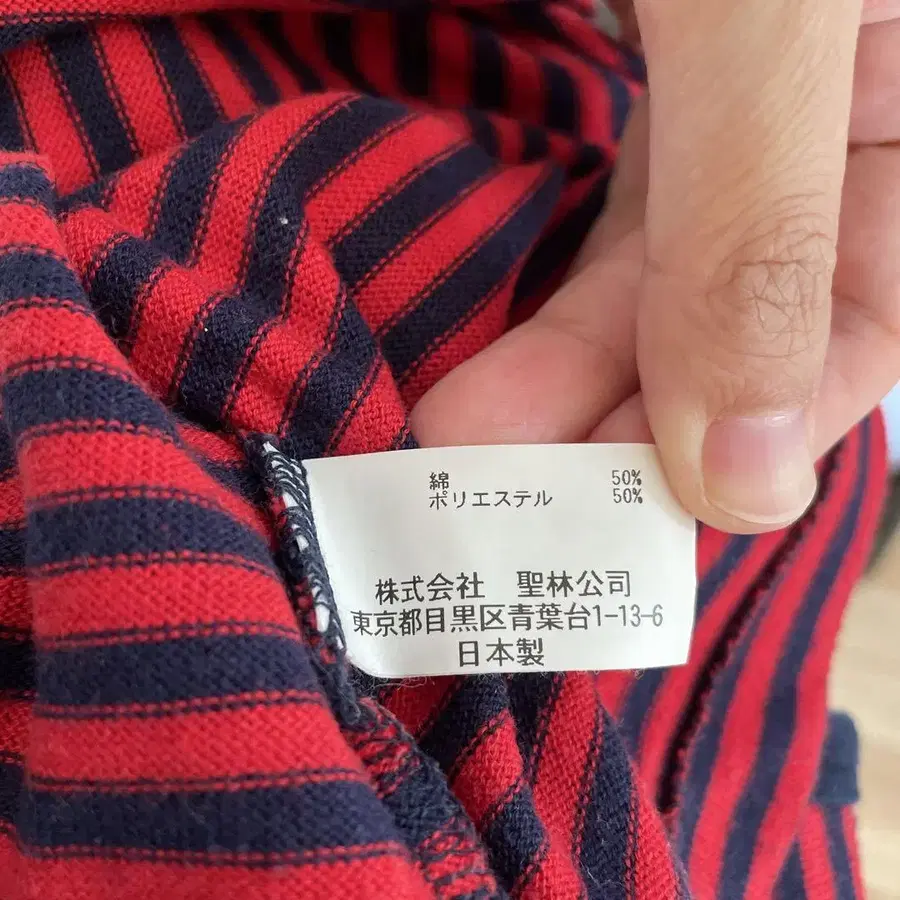 綿 50%
ポリエステル 50%
株式会社 聖林公司
東京都目黒区青葉台1-13-6
日本製